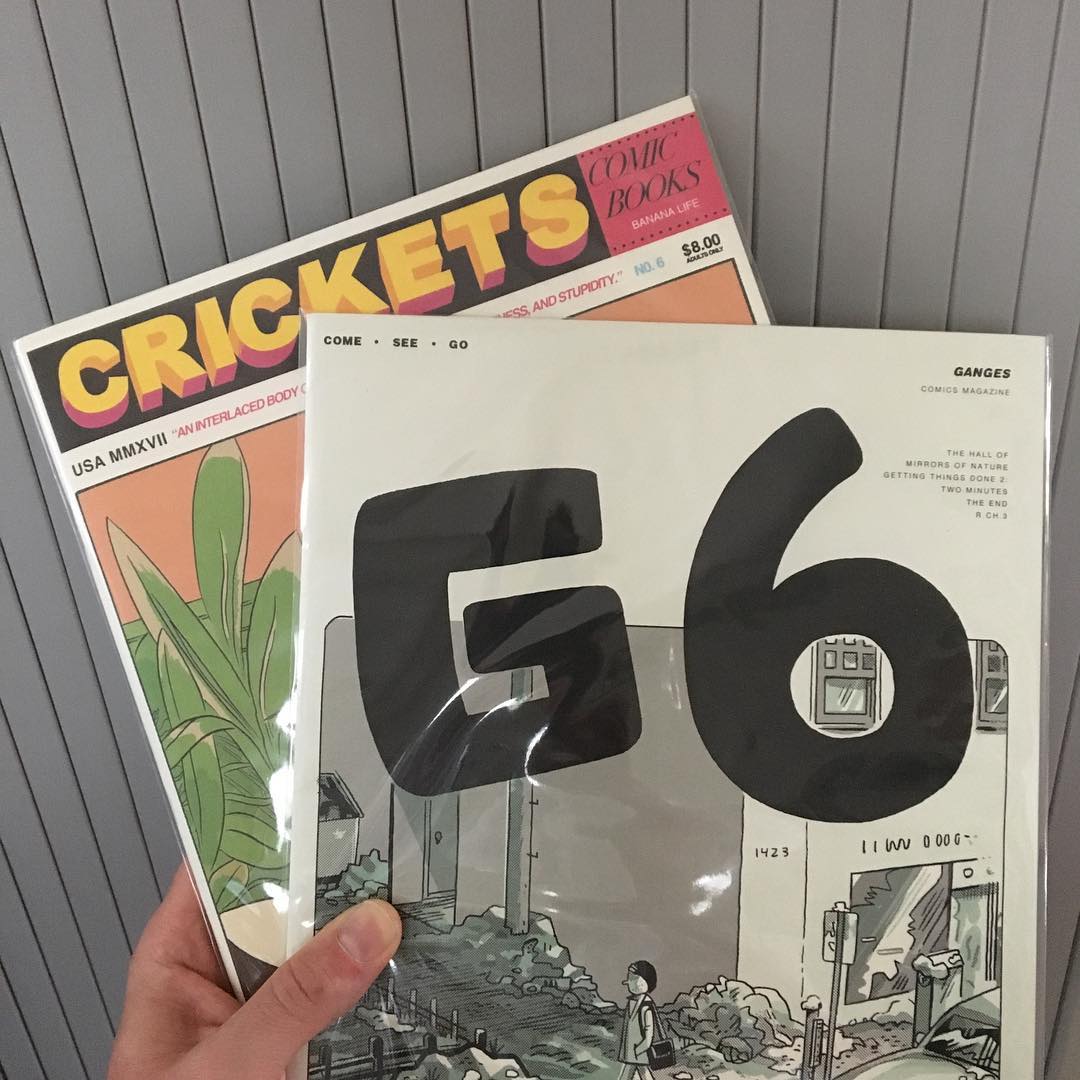 CRICKETS
COMIC
BOOKS
BANANA LIFE
$8.00
ADULTS ONLY
NO. 6
USA MMXVII "AN INTERLACED BODY
AND STUPIDITY."
COME • SEE • GO
GANGES
COMICS MAGAZINE
THE HALL OF
MIRRORS OF NATURE
GETTING THINGS DONE 2:
TWO MINUTES
THE END
R CH.3
G6
1423